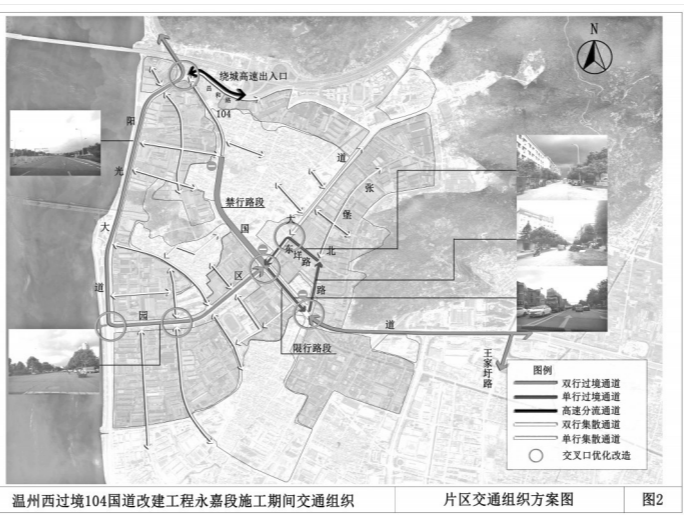 N
绕城高速出入口
104
阳
光
大
道
禁行路段
国
道
大
道
张
堡
北
路
东
圩
路
区
园
限行路段
道
王
家
圩
路
图例
双行过境通道
单行过境通道
高速分流通道
双行集散通道
单行集散通道
交叉口优化改造
温州西过境104国道改建工程永嘉段施工期间交通组织
片区交通组织方案图
图2